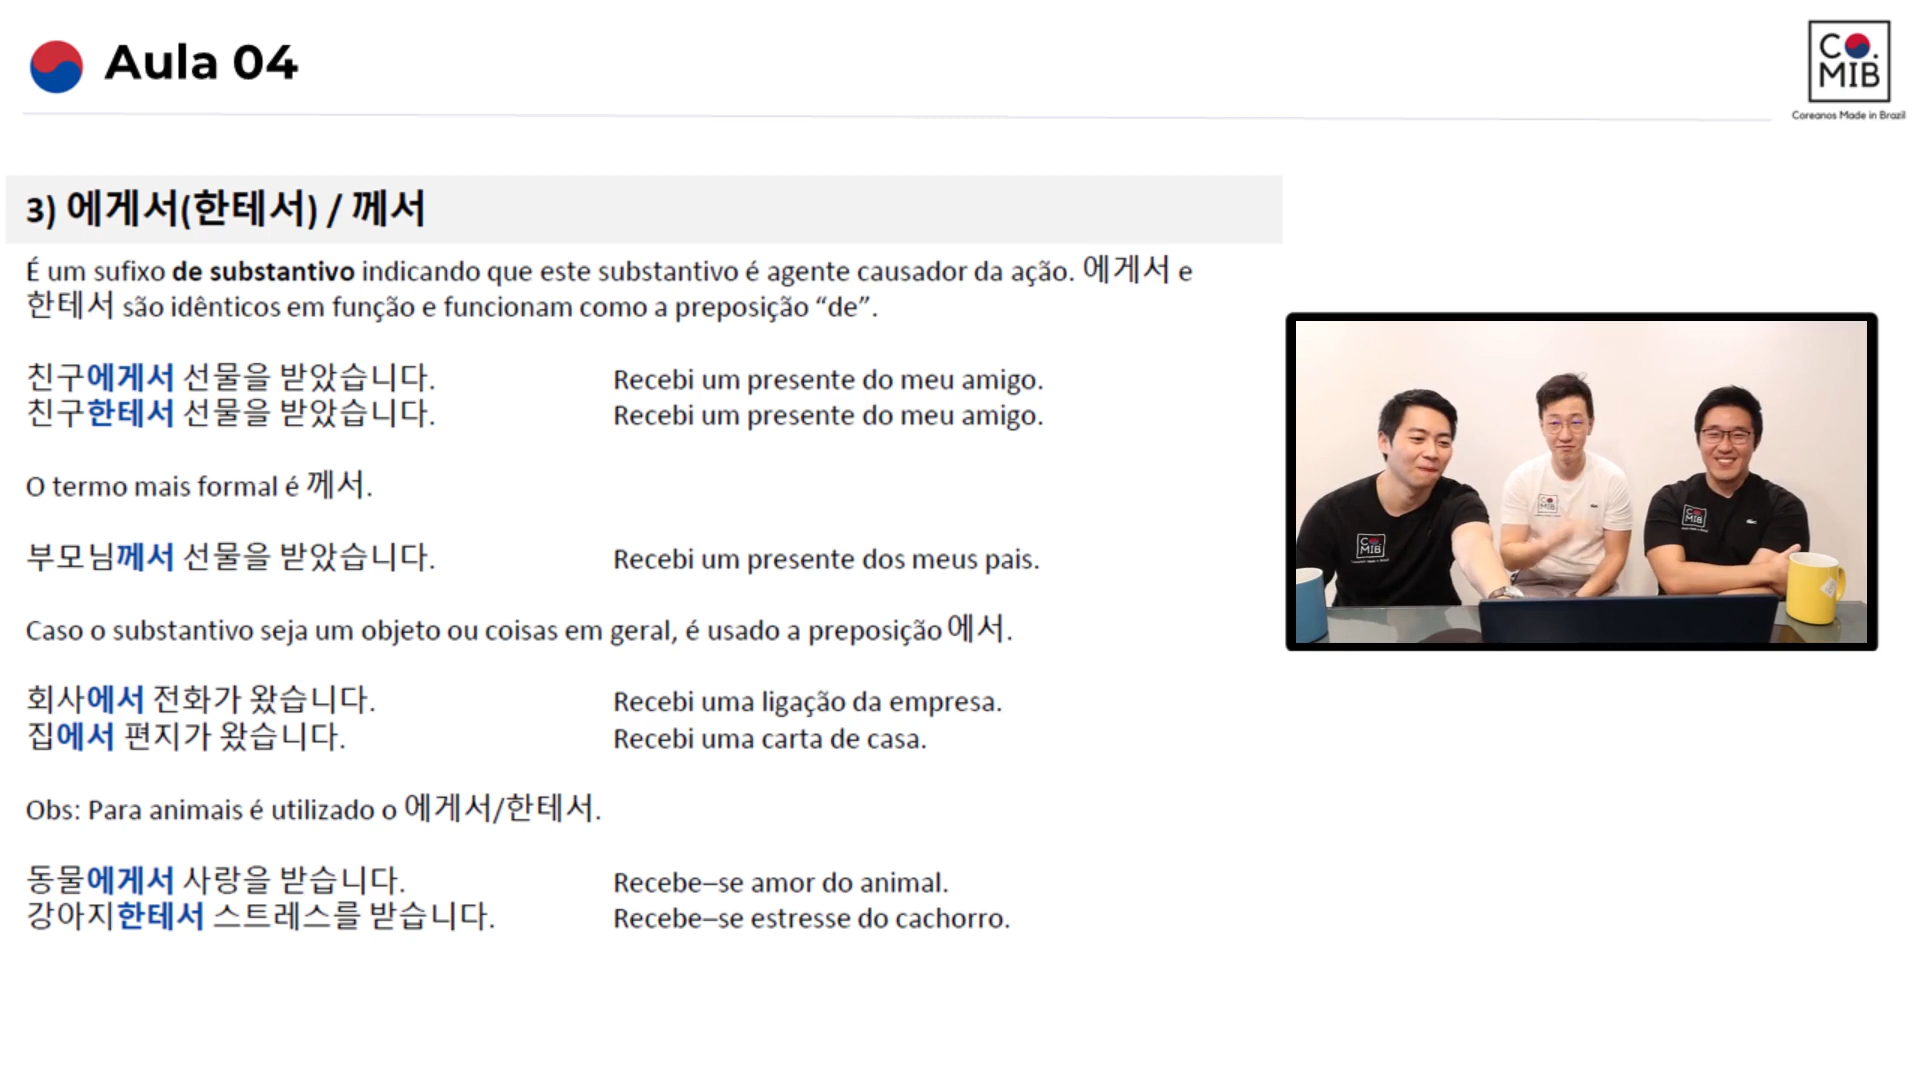 Aula 04
CO.
MIB
Coreanos Made in Brazil
3) 에게서(한테서) / 께서
É um sufixo de substantivo indicando que este substantivo é agente causador da ação. 에게서 e
한테서 são idênticos em função e funcionam como a preposição “de”.
친구에게서 선물을 받았습니다. Recebi um presente do meu amigo.
친구한테서 선물을 받았습니다. Recebi um presente do meu amigo.
O termo mais formal é 께서.
부모님께서 선물을 받았습니다. Recebi um presente dos meus pais.
Caso o substantivo seja um objeto ou coisas em geral, é usado a preposição 에서.
회사에서 전화가 왔습니다. Recebi uma ligação da empresa.
집에서 편지가 왔습니다. Recebi uma carta de casa.
Obs: Para animais é utilizado o 에게서/한테서.
동물에게서 사랑을 받습니다. Recebe–se amor do animal.
강아지한테서 스트레스를 받습니다. Recebe–se estresse do cachorro.
CO.
MIB
CO.
MIB
CO.
MIB